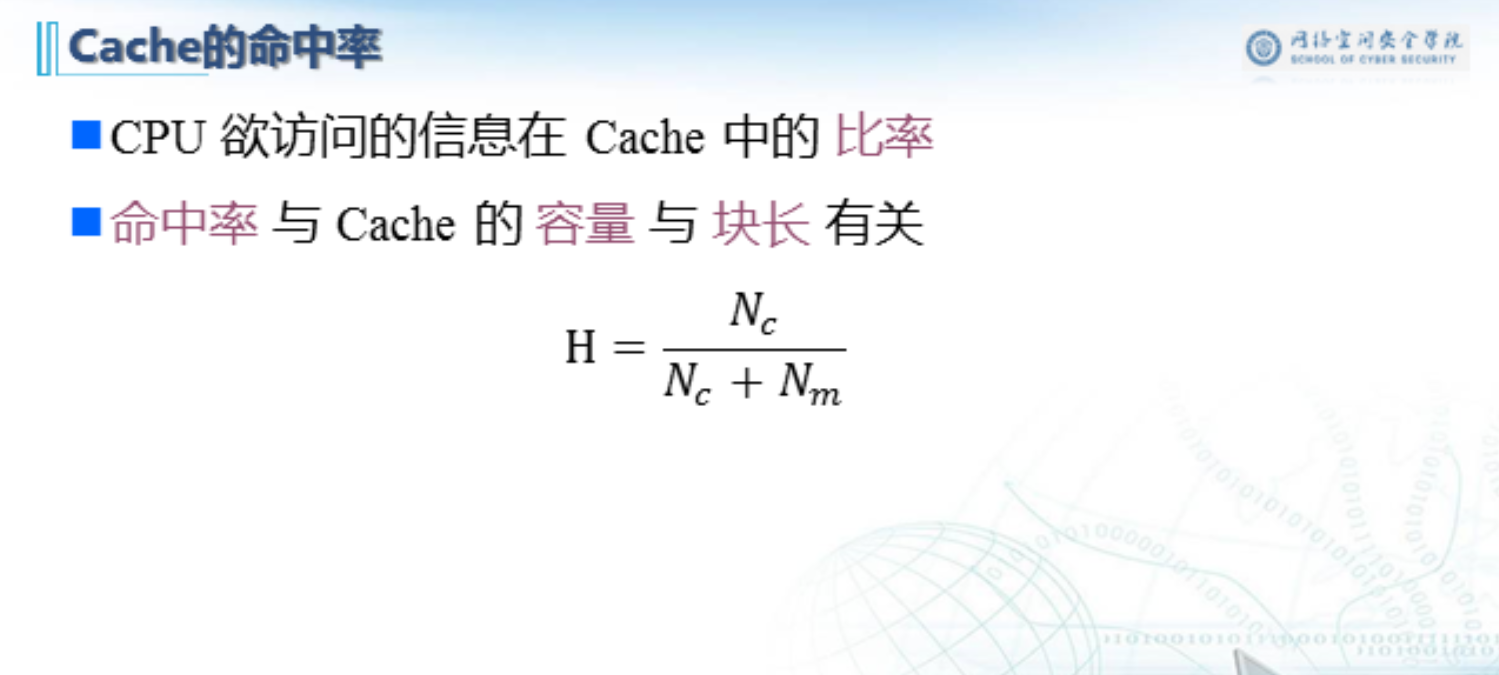 Cache的命中率
网络空间安全学院
SCHOOL OF CYBER SECURITY
CPU 欲访问的信息在 Cache 中的 比率
命中率 与 Cache 的 容量 与 块长 有关
H = N_c / (N_c + N_m)